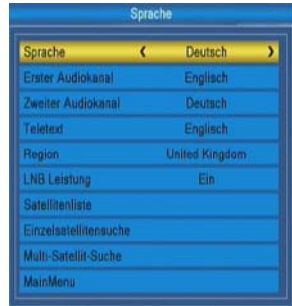 Sprache
Sprache Deutsch
Erster Audiokanal Englisch
Zweiter Audiokanal Deutsch
Teletext Englisch
Region United Kingdom
LNB Leistung Ein
Satellitenliste
Einzelsatellitensuche
Multi-Satellit-Suche
MainMenu